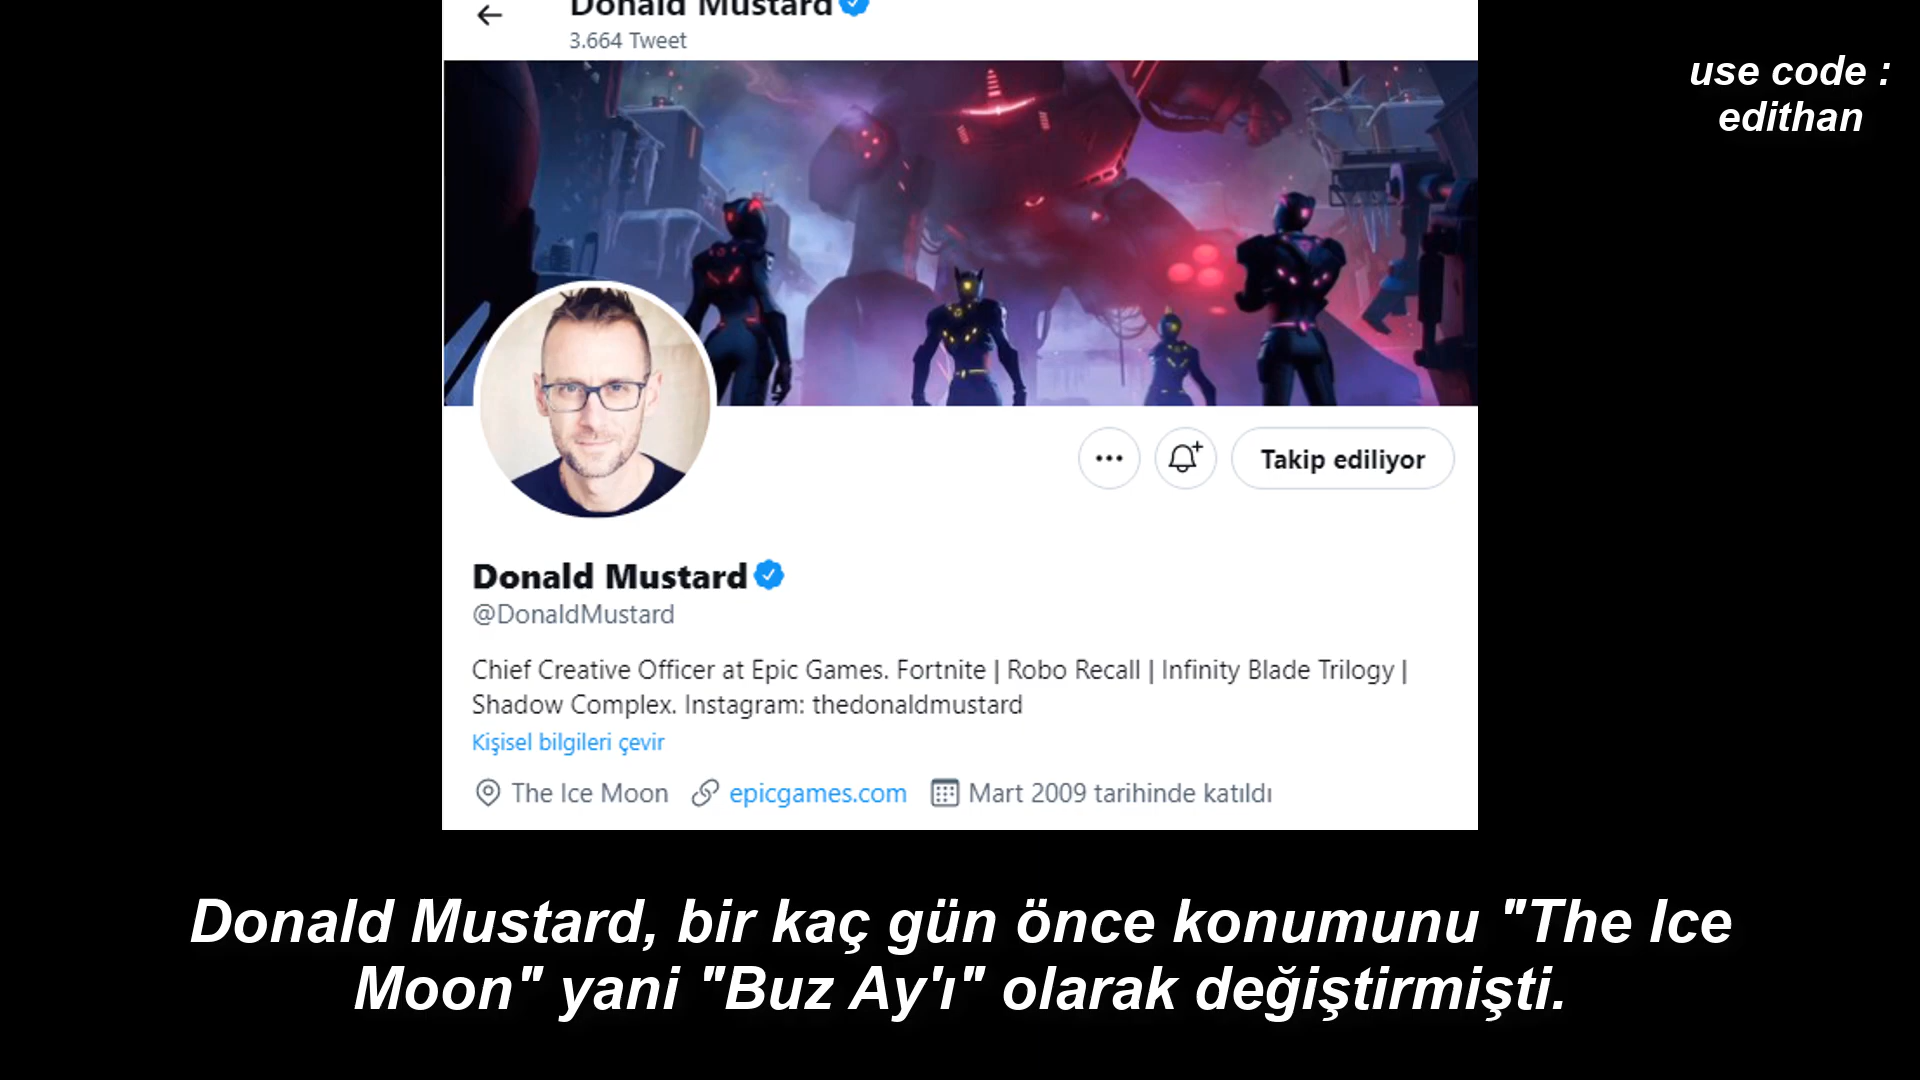 Donald Mustard
3.664 Tweet
use code :
edithan
Takip ediliyor
Donald Mustard
@DonaldMustard
Chief Creative Officer at Epic Games. Fortnite | Robo Recall | Infinity Blade Trilogy |
Shadow Complex. Instagram: thedonaldmustard
Kişisel bilgileri çevir
The Ice Moon epicgames.com Mart 2009 tarihinde katıldı
Donald Mustard, bir kaç gün önce konumunu "The Ice
Moon" yani "Buz Ay'ı" olarak değiştirmişti.